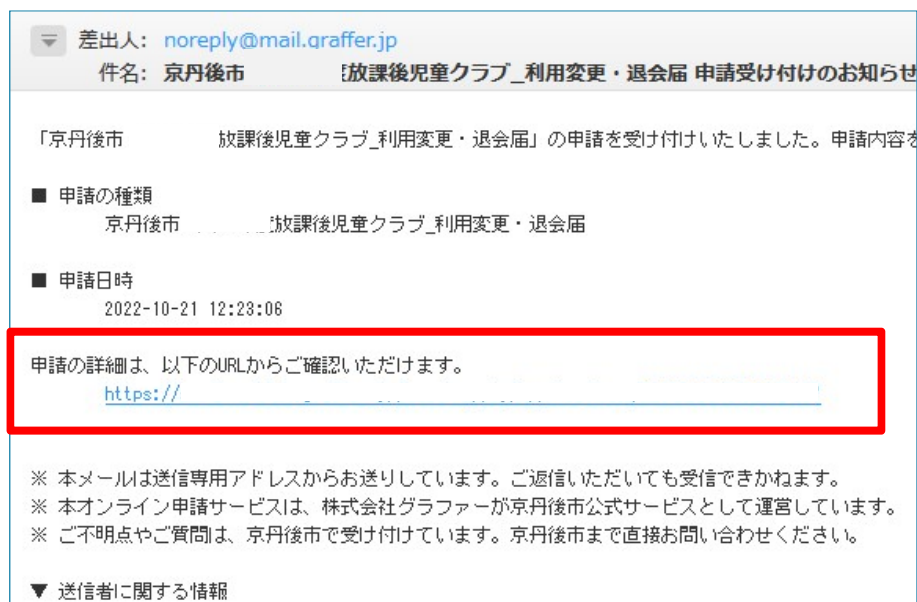 差出人: noreply@mail.graffer.jp
件名: 京丹後市 放課後児童クラブ_利用変更・退会届 申請受け付けのお知らせ
「京丹後市 放課後児童クラブ_利用変更・退会届」の申請を受け付けいたしました。申請内容を
■ 申請の種類
京丹後市 放課後児童クラブ_利用変更・退会届
■ 申請日時
2022-10-21 12:23:06
申請の詳細は、以下のURLからご確認いただけます。
https://
※ 本メールは送信専用アドレスからお送りしています。ご返信いただいても受信できかねます。
※ 本オンライン申請サービスは、株式会社グラファーが京丹後市公式サービスとして運営しています。
※ ご不明点やご質問は、京丹後市で受け付けています。京丹後市まで直接お問い合わせください。
▼ 送信者に関する情報